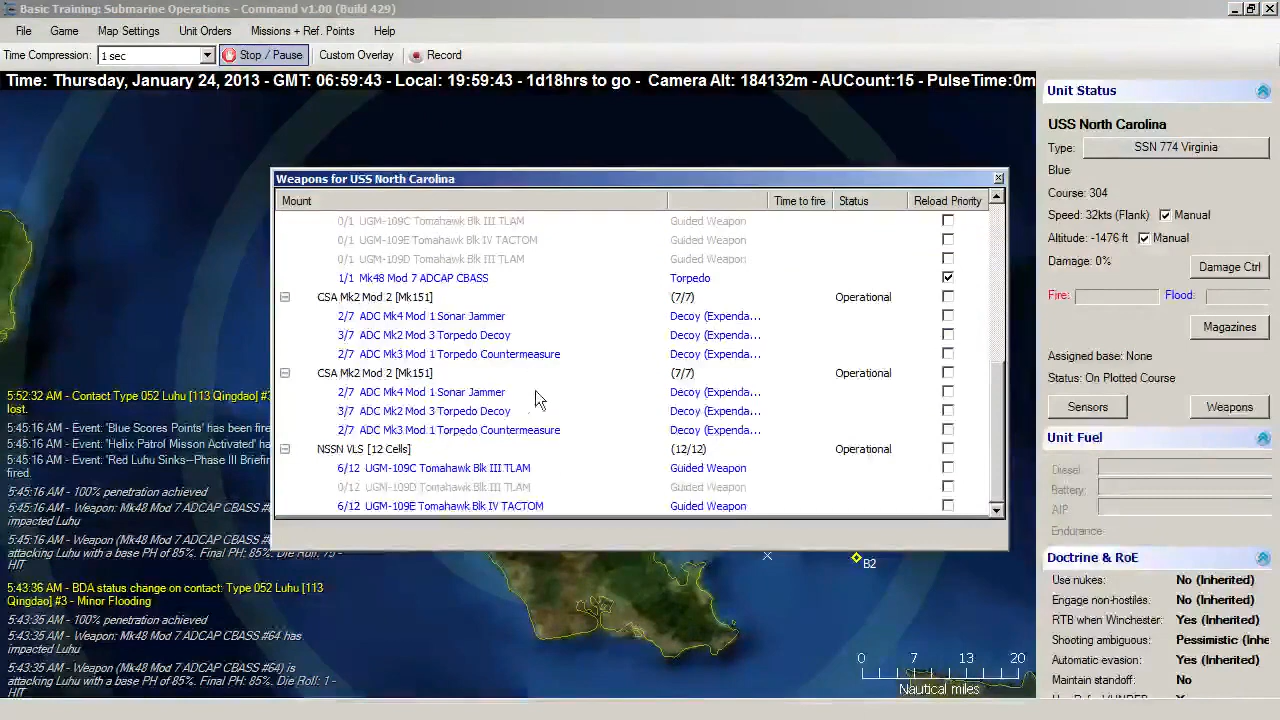 Basic Training: Submarine Operations - Command v1.00 (Build 429)
File Game Map Settings Unit Orders Missions + Ref. Points Help
Time Compression: 1 sec Stop / Pause Custom Overlay Record
Time: Thursday, January 24, 2013 - GMT: 06:59:43 - Local: 19:59:43 - 1d18hrs to go - Camera Alt: 184132m - AUCount:15 - PulseTime:0m
Weapons for USS North Carolina
Mount Time to fire Status Reload Priority
0/1 UGM-109C Tomahawk Blk III TLAM Guided Weapon
0/1 UGM-109E Tomahawk Blk IV TACTOM Guided Weapon
0/1 UGM-109D Tomahawk Blk III TLAM Guided Weapon
1/1 Mk48 Mod 7 ADCAP CBASS Torpedo
CSA Mk2 Mod 2 [Mk151] (7/7) Operational
2/7 ADC Mk4 Mod 1 Sonar Jammer Decoy (Expenda...
3/7 ADC Mk2 Mod 3 Torpedo Decoy Decoy (Expenda...
2/7 ADC Mk3 Mod 1 Torpedo Countermeasure Decoy (Expenda...
CSA Mk2 Mod 2 [Mk151] (7/7) Operational
2/7 ADC Mk4 Mod 1 Sonar Jammer Decoy (Expenda...
3/7 ADC Mk2 Mod 3 Torpedo Decoy Decoy (Expenda...
2/7 ADC Mk3 Mod 1 Torpedo Countermeasure Decoy (Expenda...
NSSN VLS [12 Cells] (12/12) Operational
6/12 UGM-109C Tomahawk Blk III TLAM Guided Weapon
0/12 UGM-109D Tomahawk Blk III TLAM Guided Weapon
6/12 UGM-109E Tomahawk Blk IV TACTOM Guided Weapon
5:52:32 AM - Contact Type 052 Luhu [113 Qingdao] #3
lost.
5:45:16 AM - Event: 'Blue Scores Points' has been fire
5:45:16 AM - Event: 'Helix Patrol Misson Activated' ha
5:45:16 AM - Event: 'Red Luhu Sinks--Phase III Briefin
fired.
5:45:16 AM - 100% penetration achieved
5:45:16 AM - Weapon: Mk48 Mod 7 ADCAP CBASS #
impacted Luhu
5:45:16 AM - Weapon (Mk48 Mod 7 ADCAP CBASS #
attacking Luhu with a base PH of 85%. Final PH: 85%. Die Roll: 75 -
HIT
5:43:36 AM - BDA status change on contact: Type 052 Luhu [113
Qingdao] #3 - Minor Flooding
5:43:35 AM - 100% penetration achieved
5:43:35 AM - Weapon: Mk48 Mod 7 ADCAP CBASS #64 has
impacted Luhu
5:43:35 AM - Weapon (Mk48 Mod 7 ADCAP CBASS #64) is
attacking Luhu with a base PH of 85%. Final PH: 85%. Die Roll: 1 -
HIT
B2
0 7 13 20
Nautical miles
Unit Status
USS North Carolina
Type: SSN 774 Virginia
Blue
Course: 304
Speed: 32kts (Flank) Manual
Altitude: -1476 ft Manual
Damage: 0% Damage Ctrl
Fire: Flood:
Magazines
Assigned base: None
Status: On Plotted Course
Sensors Weapons
Unit Fuel
Diesel:
Battery:
AIP
Endurance:
Doctrine & RoE
Use nukes: No (Inherited)
Engage non-hostiles: No (Inherited)
RTB when Winchester: Yes (Inherited)
Shooting ambiguous: Pessimistic (Inhe
Automatic evasion: Yes (Inherited)
Maintain standoff: No